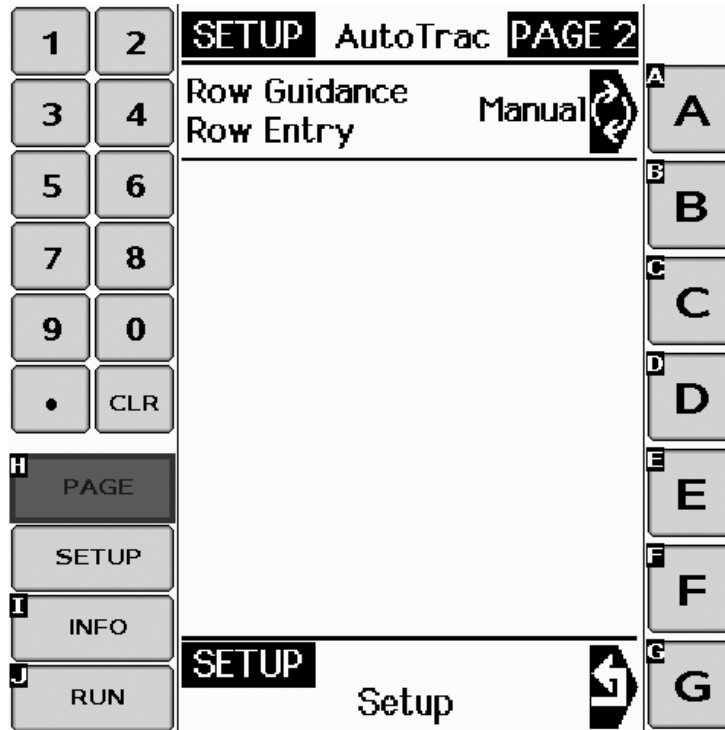 1 2
3 4
5 6
7 8
9 0
. CLR
H
PAGE
SETUP
I
INFO
J
RUN
SETUP AutoTrac PAGE 2
Row Guidance
Row Entry
Manual
SETUP
Setup
A
A
B
B
C
C
D
D
E
E
F
F
G
G